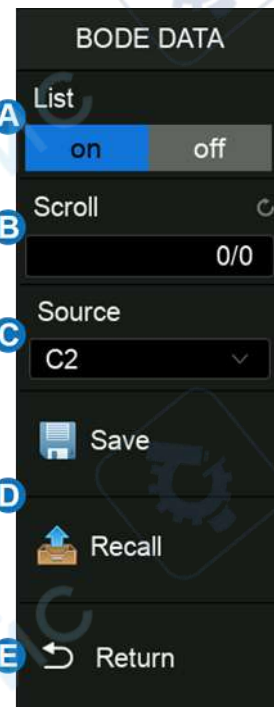 BODE DATA
A
List
on off
B
Scroll
0/0
C
Source
C2
Save
D
Recall
E
Return